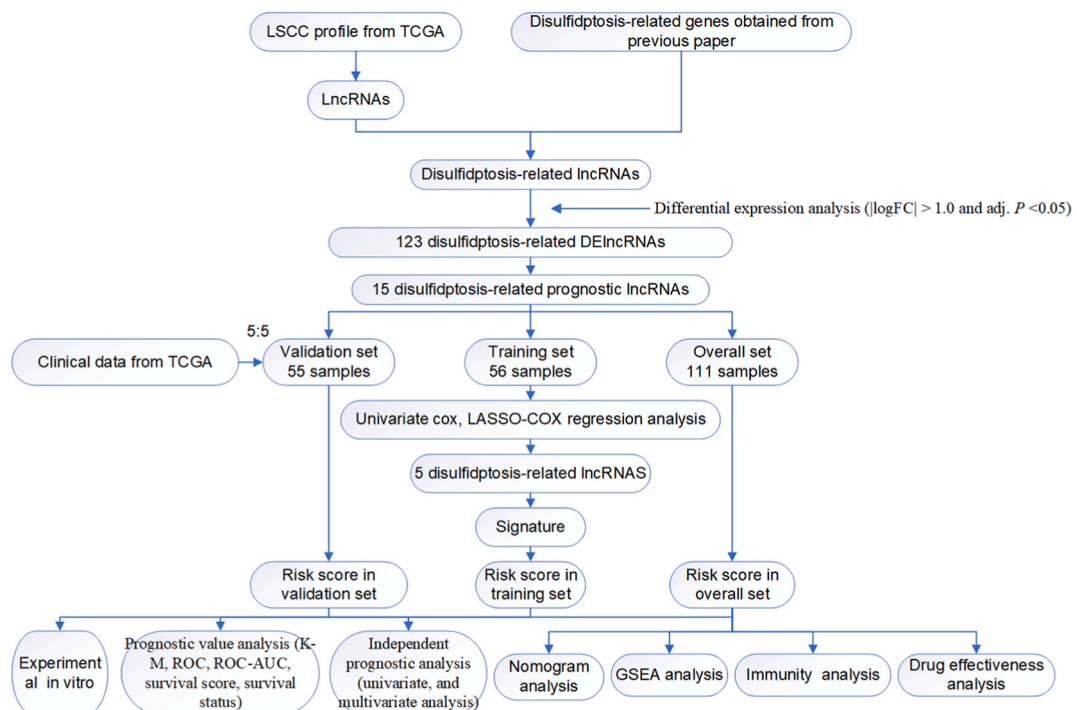 LSCC profile from TCGA
Disulfidptosis-related genes obtained from
previous paper
LncRNAs
Disulfidptosis-related lncRNAs
Differential expression analysis (|logFC| > 1.0 and adj. P <0.05)
123 disulfidptosis-related DElncRNAs
15 disulfidptosis-related prognostic lncRNAs
5:5
Clinical data from TCGA
Validation set
55 samples
Training set
56 samples
Overall set
111 samples
Univariate cox, LASSO-COX regression analysis
5 disulfidptosis-related lncRNAS
Signature
Risk score in
validation set
Risk score in
training set
Risk score in
overall set
Experiment
al in vitro
Prognostic value analysis (K-
M, ROC, ROC-AUC,
survival score, survival
status)
Independent
prognostic analysis
(univariate, and
multivariate analysis)
Nomogram
analysis
GSEA analysis
Immunity analysis
Drug effectiveness
analysis